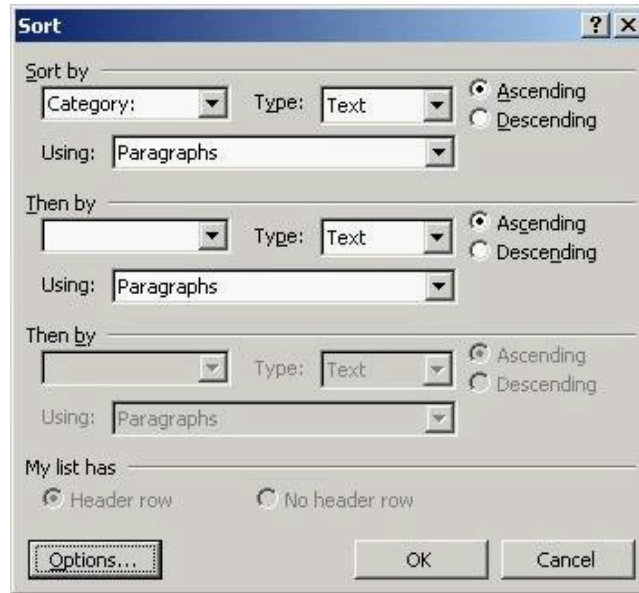 Sort
Sort by
Category: Type: Text Ascending
Descending
Using: Paragraphs
Then by
Type: Text Ascending
Descending
Using: Paragraphs
Then by
Type: Text Ascending
Descending
Using: Paragraphs
My list has
Header row No header row
Options... OK Cancel